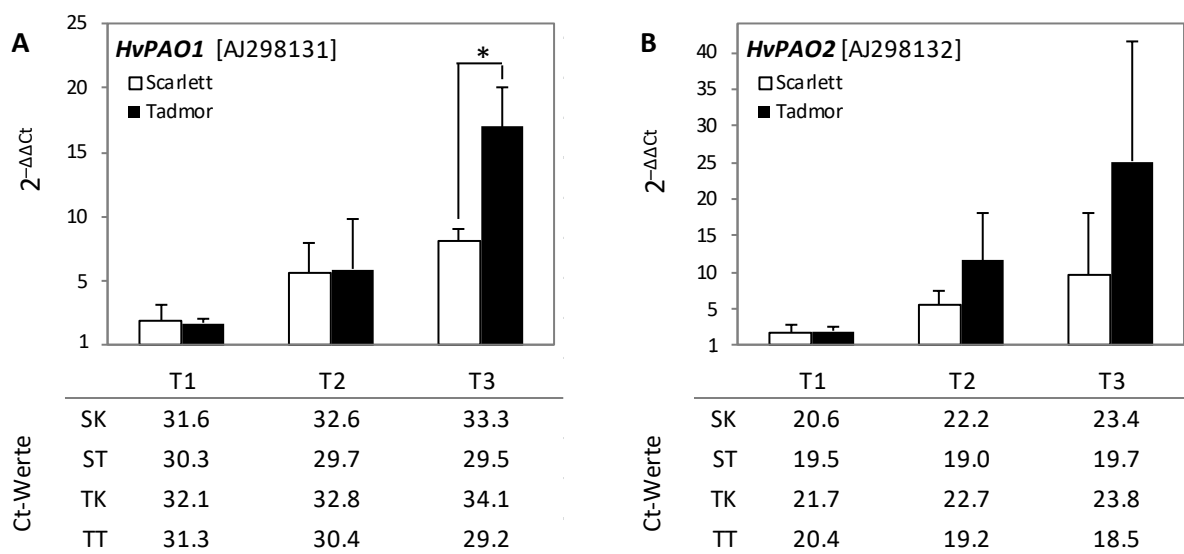 A
HvPAO1 [AJ298131]
Scarlett
Tadmor
*
2^−ΔΔCt
25
20
15
10
5
1
T1 T2 T3
Ct-Werte
SK 31.6 32.6 33.3
ST 30.3 29.7 29.5
TK 32.1 32.8 34.1
TT 31.3 30.4 29.2
B
HvPAO2 [AJ298132]
Scarlett
Tadmor
2^−ΔΔCt
40
35
30
25
20
15
10
5
1
T1 T2 T3
Ct-Werte
SK 20.6 22.2 23.4
ST 19.5 19.0 19.7
TK 21.7 22.7 23.8
TT 20.4 19.2 18.5